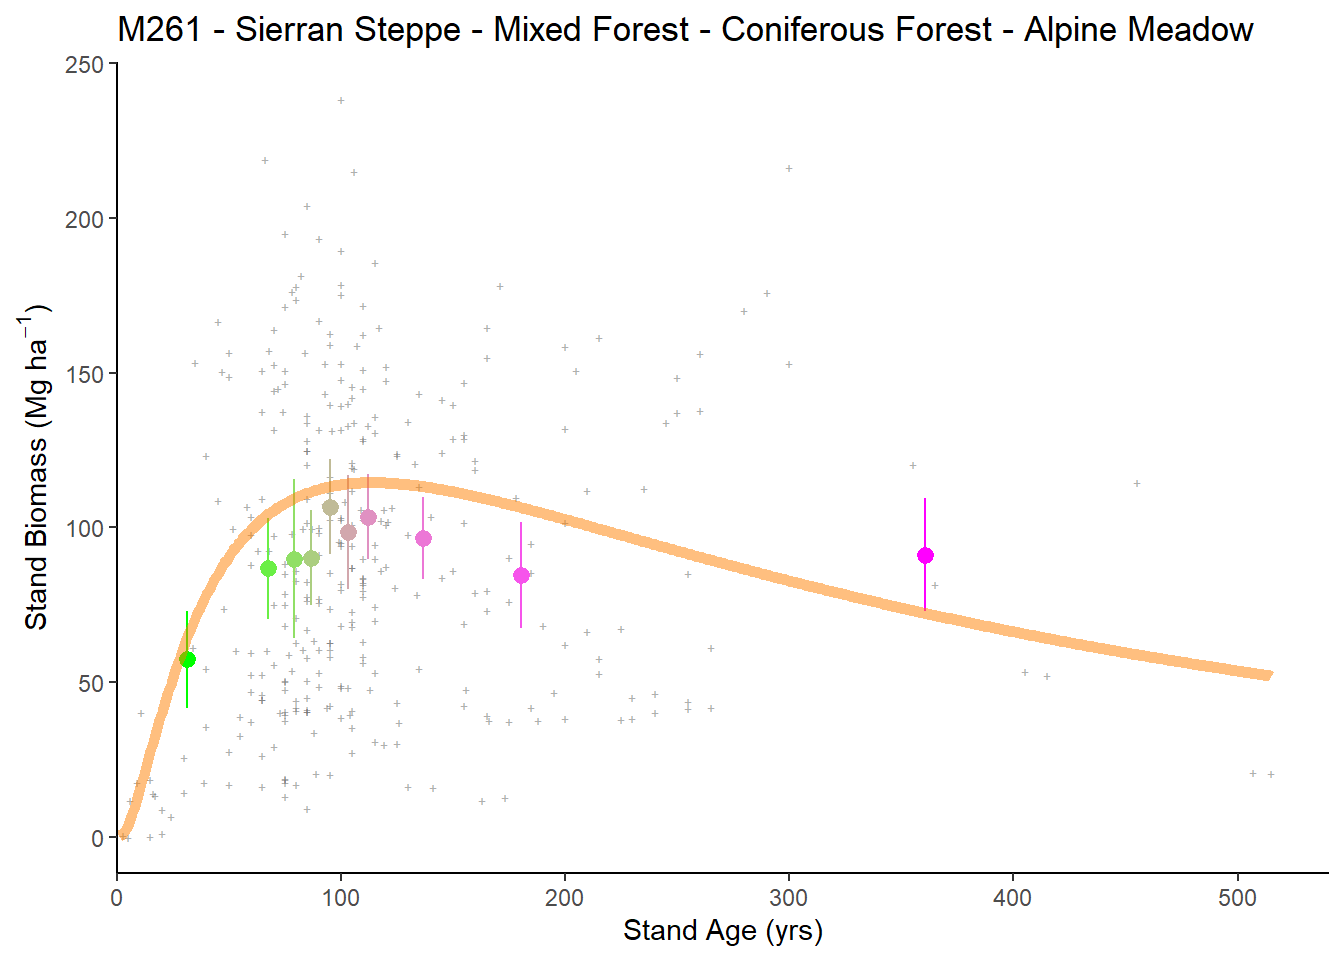 M261 - Sierran Steppe - Mixed Forest - Coniferous Forest - Alpine Meadow
250
200
150
100
50
0
Stand Biomass (Mg ha⁻¹)
0 100 200 300 400 500
Stand Age (yrs)